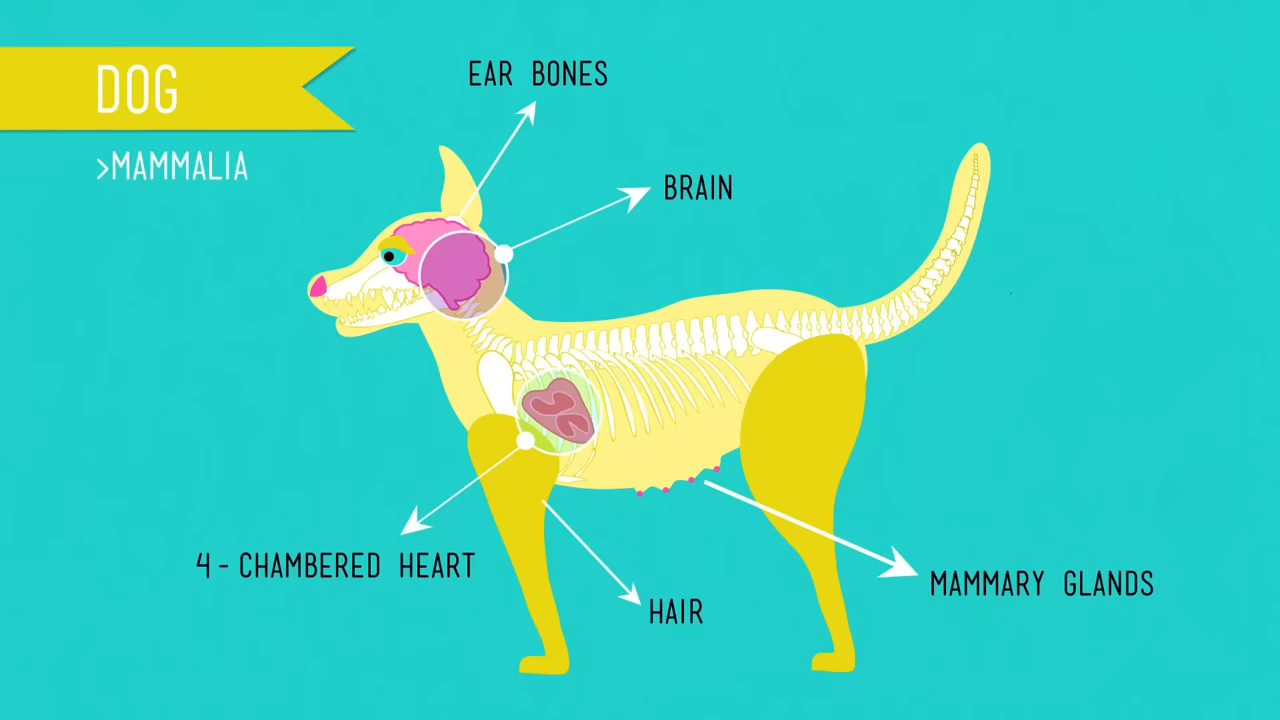 DOG
>MAMMALIA
EAR BONES
BRAIN
4-CHAMBERED HEART
HAIR
MAMMARY GLANDS